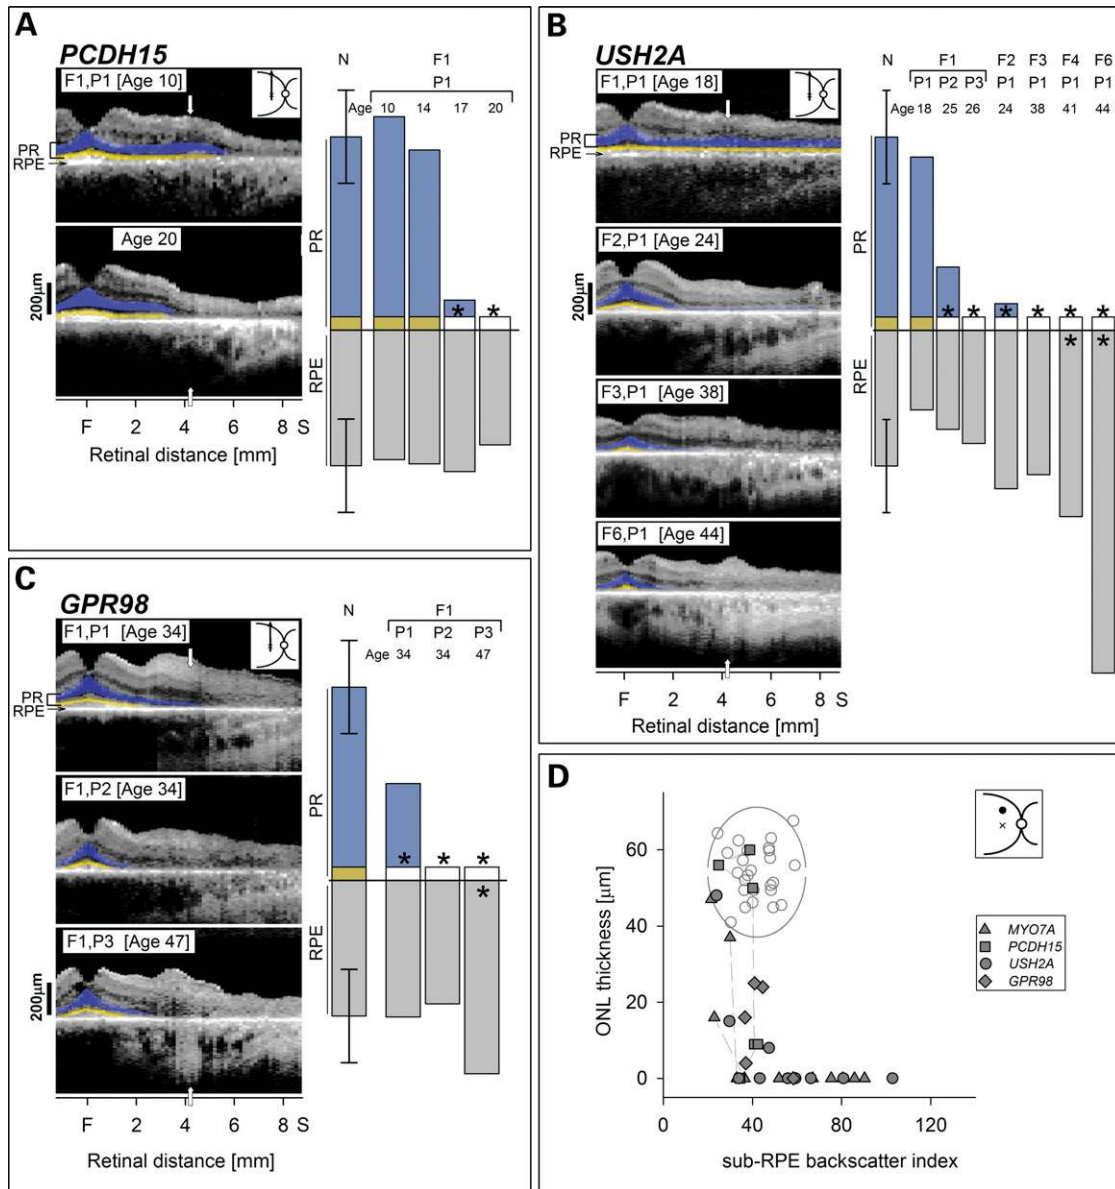 A
PCDH15
F1,P1 [Age 10]
PR
RPE
Age 20
200µm
F 2 4 6 8 S
Retinal distance [mm]
N F1
P1
Age 10 14 17 20
PR
RPE
* *
B
USH2A
F1,P1 [Age 18]
PR
RPE
F2,P1 [Age 24]
200µm
F3,P1 [Age 38]
F6,P1 [Age 44]
F 2 4 6 8 S
Retinal distance [mm]
N F1 F2 F3 F4 F6
P1 P2 P3 P1 P1 P1 P1
Age 18 25 26 24 38 41 44
PR
RPE
* * * * * *
* *
C
GPR98
F1,P1 [Age 34]
PR
RPE
F1,P2 [Age 34]
F1,P3 [Age 47]
200µm
F 2 4 6 8 S
Retinal distance [mm]
N F1
P1 P2 P3
Age 34 34 47
PR
RPE
* * *
*
D
ONL thickness [µm]
60
40
20
0
0 40 80 120
sub-RPE backscatter index
MYO7A
PCDH15
USH2A
GPR98